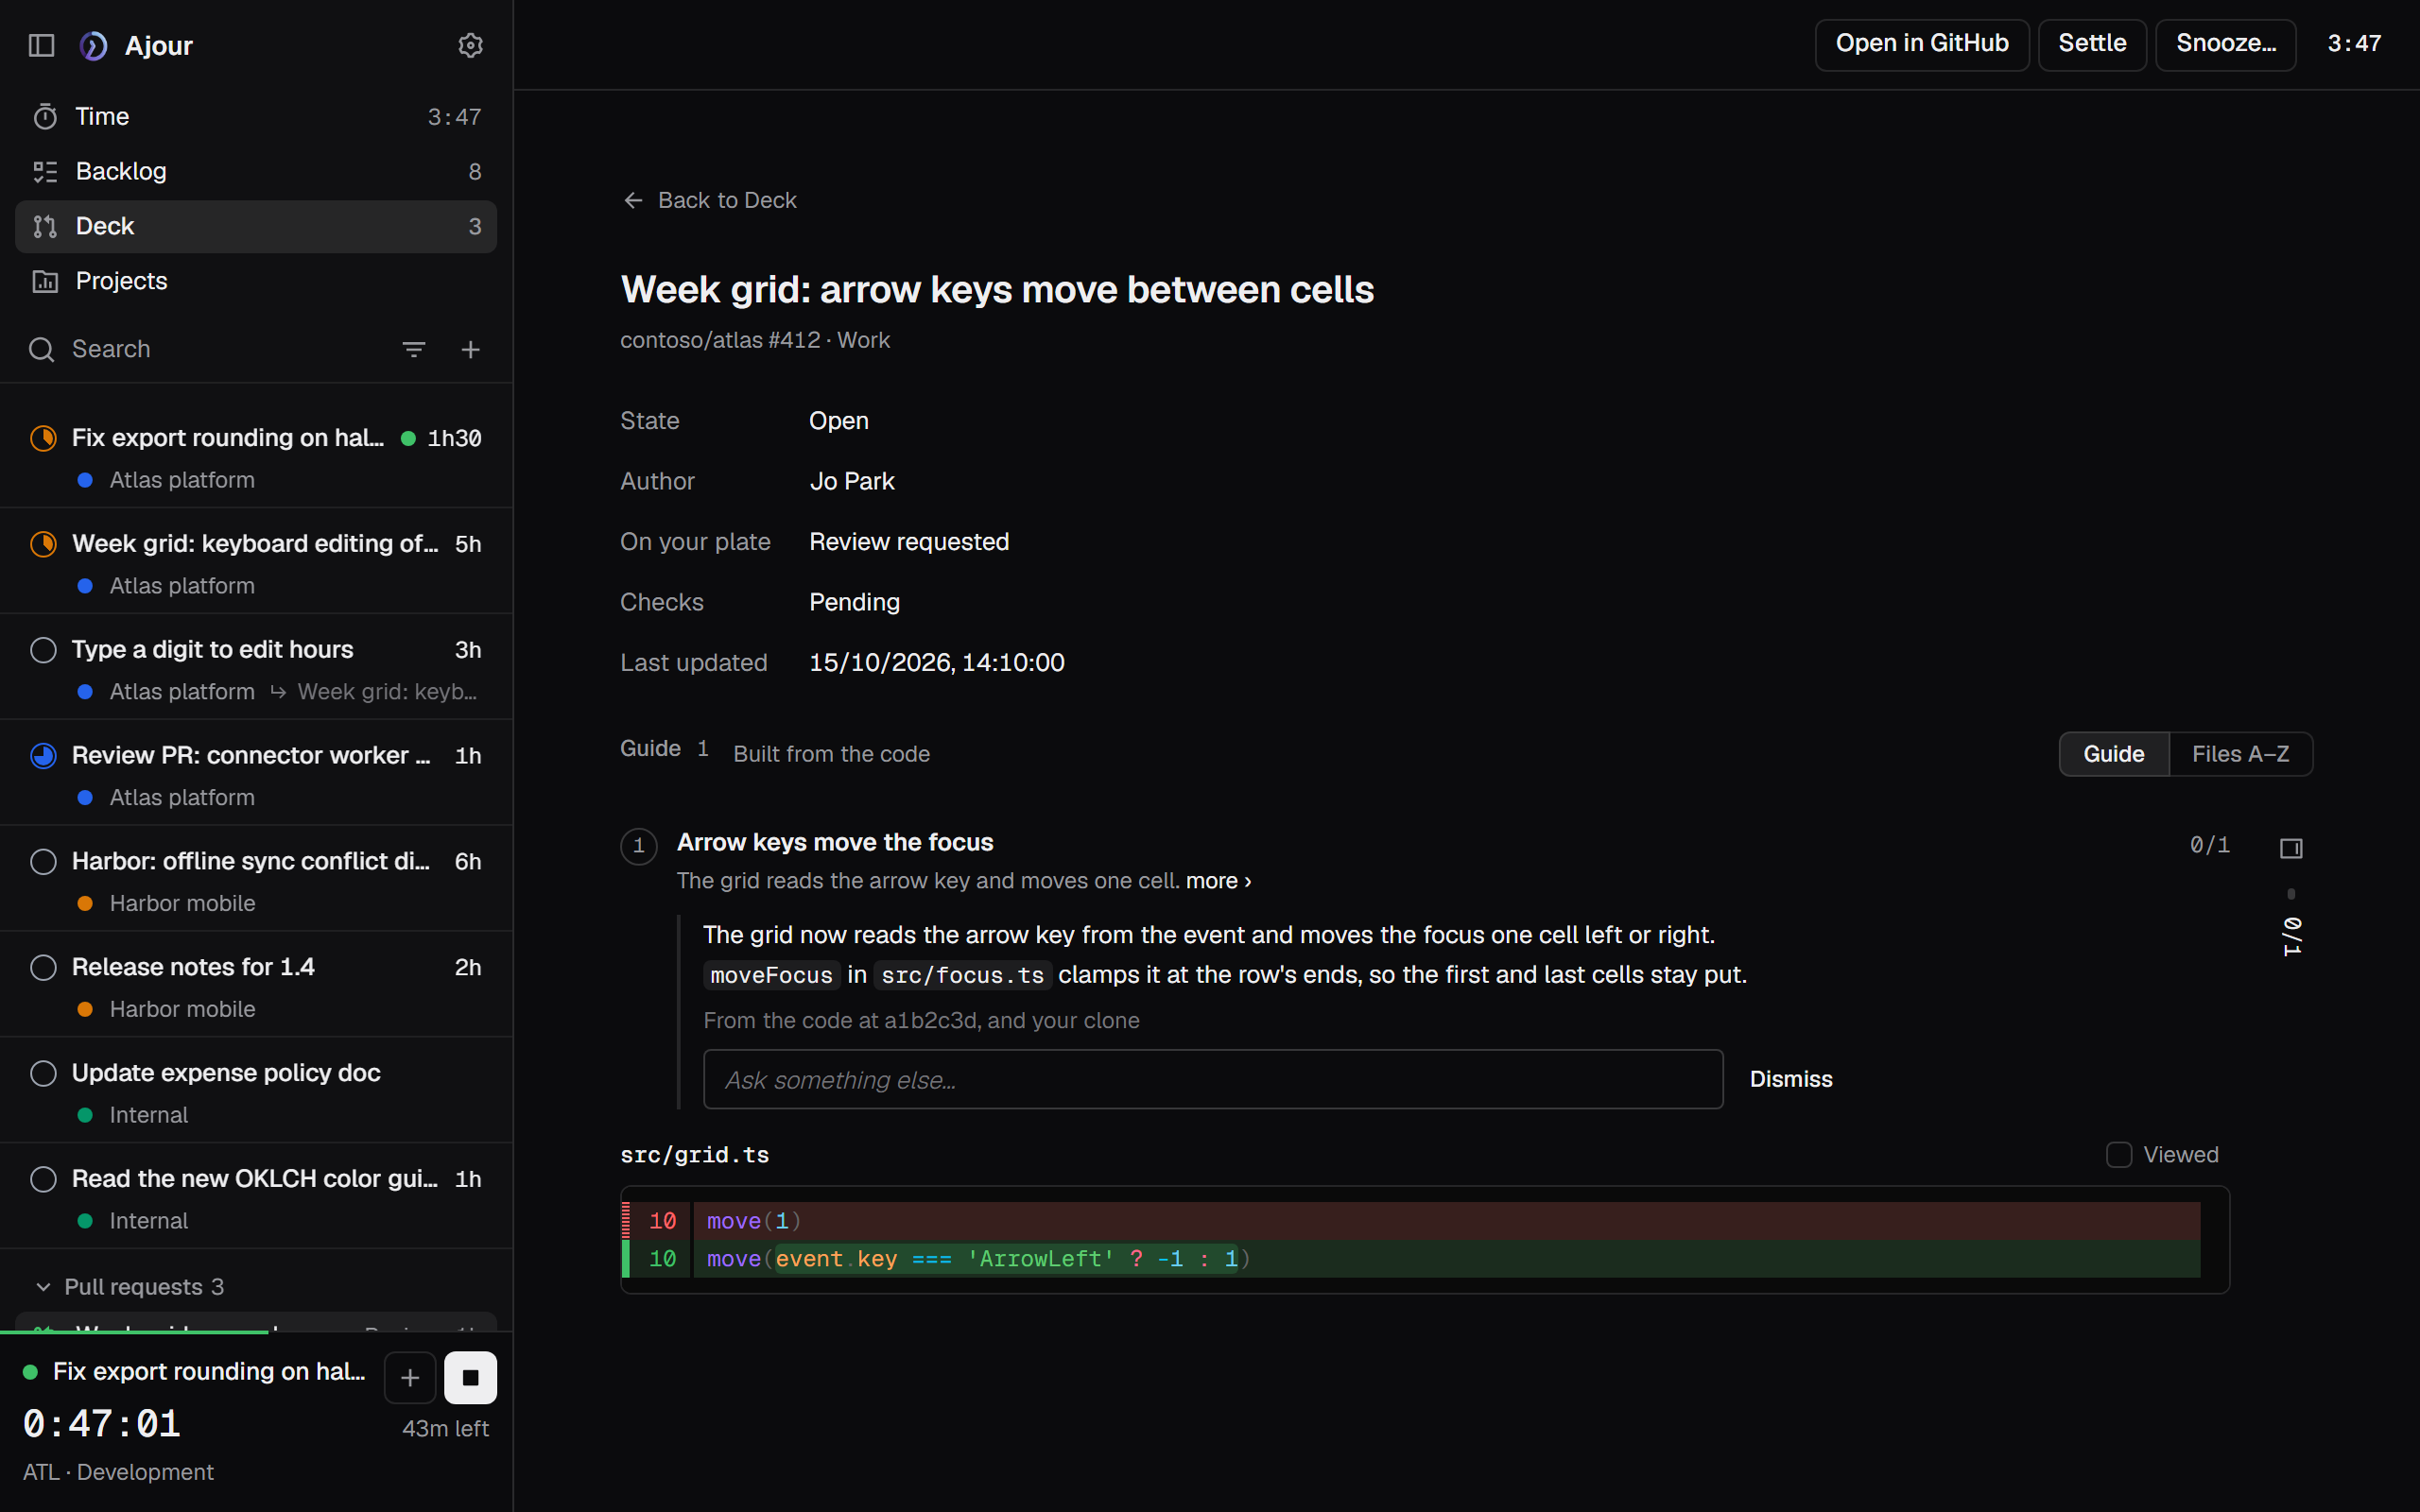 Ajour
Time 3:47
Backlog 8
Deck 3
Projects
Search
Fix export rounding on hal... 1h30
Atlas platform
Week grid: keyboard editing of... 5h
Atlas platform
Type a digit to edit hours 3h
Atlas platform ↳ Week grid: keyb...
Review PR: connector worker ... 1h
Atlas platform
Harbor: offline sync conflict di... 6h
Harbor mobile
Release notes for 1.4 2h
Harbor mobile
Update expense policy doc
Internal
Read the new OKLCH color gui... 1h
Internal
Pull requests 3
Fix export rounding on hal...
0:47:01 43m left
ATL · Development
Open in GitHub Settle Snooze... 3:47
← Back to Deck
Week grid: arrow keys move between cells
contoso/atlas #412 · Work
State Open
Author Jo Park
On your plate Review requested
Checks Pending
Last updated 15/10/2026, 14:10:00
Guide 1 Built from the code Guide Files A–Z
1 Arrow keys move the focus 0/1
The grid reads the arrow key and moves one cell. more ›
0/1
The grid now reads the arrow key from the event and moves the focus one cell left or right.
moveFocus in src/focus.ts clamps it at the row's ends, so the first and last cells stay put.
From the code at a1b2c3d, and your clone
Ask something else... Dismiss
src/grid.ts Viewed
10 move(1)
10 move(event.key === 'ArrowLeft' ? -1 : 1)